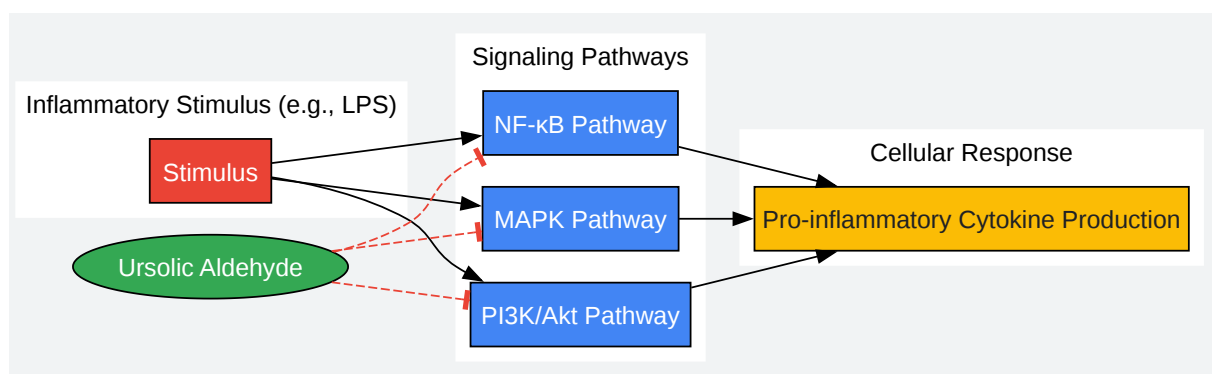 Inflammatory Stimulus (e.g., LPS)
Stimulus
Ursolic Aldehyde
Signaling Pathways
NF-κB Pathway
MAPK Pathway
PI3K/Akt Pathway
Cellular Response
Pro-inflammatory Cytokine Production